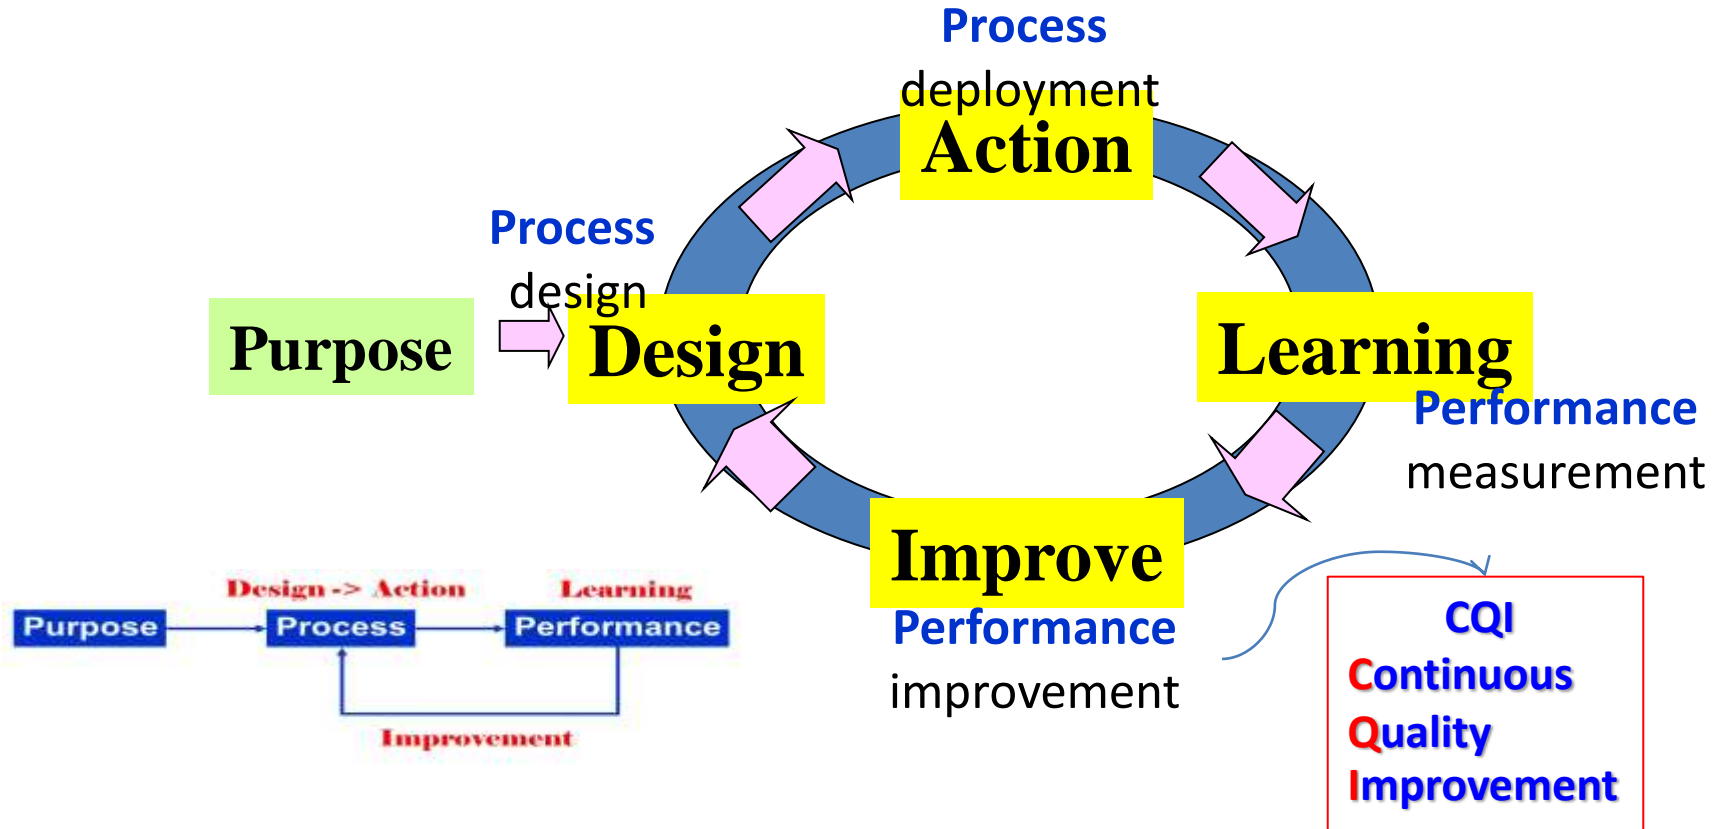 Process
deployment
Action
Process
design
Purpose
Design
Learning
Performance
measurement
Improve
Performance
improvement
Design -> Action
Learning
Purpose
Process
Performance
Improvement
CQI
Continuous
Quality
Improvement